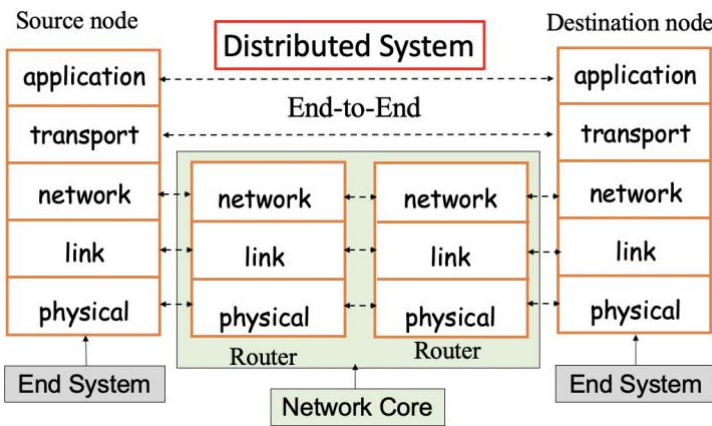 Source node
Distributed System
Destination node
application
application
End-to-End
transport
transport
network
network
network
network
link
link
link
link
physical
physical
physical
physical
Router
Router
End System
Network Core
End System